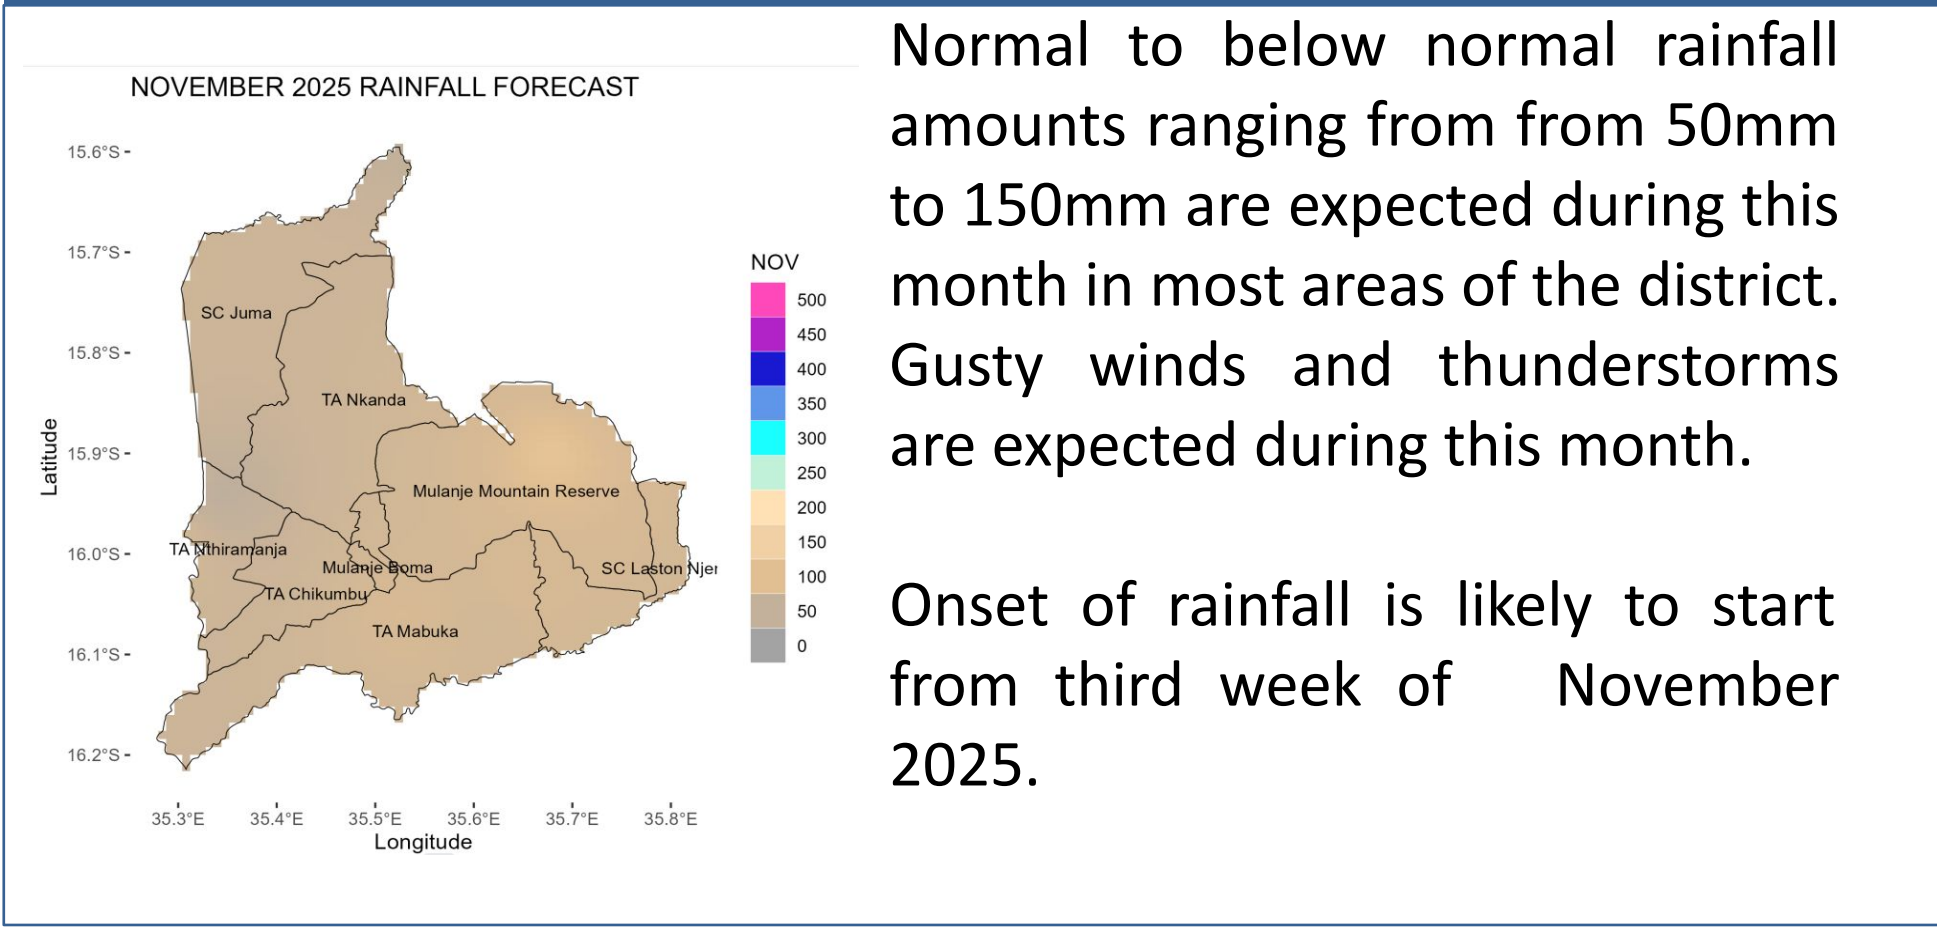 NOVEMBER 2025 RAINFALL FORECAST
15.6°S
15.7°S
15.8°S
15.9°S
16.0°S
16.1°S
16.2°S
Latitude
SC Juma
TA Nkanda
Mulanje Mountain Reserve
TA Nthiramanja
Mulanje Boma
SC Laston Njer
TA Chikumbu
TA Mabuka
35.3°E 35.4°E 35.5°E 35.6°E 35.7°E 35.8°E
Longitude
NOV
500
450
400
350
300
250
200
150
100
50
0
Normal to below normal rainfall
amounts ranging from from 50mm
to 150mm are expected during this
month in most areas of the district.
Gusty winds and thunderstorms
are expected during this month.
Onset of rainfall is likely to start
from third week of November
2025.